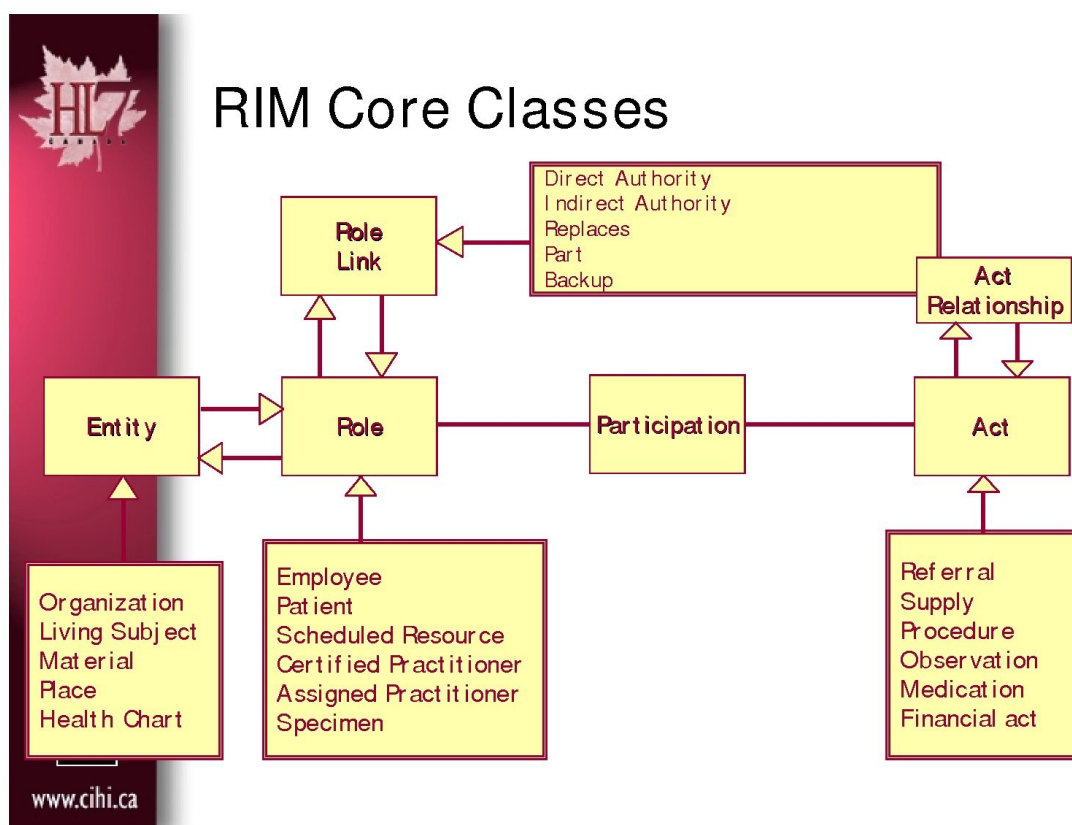 HL7
CANADA
RIM Core Classes
Direct Authority
Indirect Authority
Replaces
Part
Backup
Role
Link
Act
Relationship
Entity
Role
Participation
Act
Organization
Living Subject
Material
Place
Health Chart
Employee
Patient
Scheduled Resource
Certified Practitioner
Assigned Practitioner
Specimen
Referral
Supply
Procedure
Observation
Medication
Financial act
www.cihi.ca